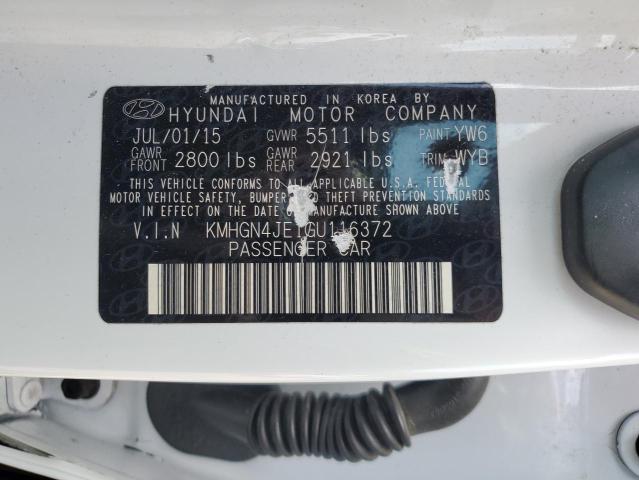 MANUFACTURED IN KOREA BY
HYUNDAI MOTOR COMPANY
JUL/01/15 GVWR 5511 lbs PAINT YW6
GAWR FRONT 2800 lbs GAWR REAR 2921 lbs TRIM WYB
THIS VEHICLE CONFORMS TO ALL APPLICABLE U.S.A. FEDERAL
MOTOR VEHICLE SAFETY, BUMPER, AND THEFT PREVENTION STANDARDS
IN EFFECT ON THE DATE OF MANUFACTURE SHOWN ABOVE.
V.I.N KMHGN4JE1GU116372
PASSENGER CAR